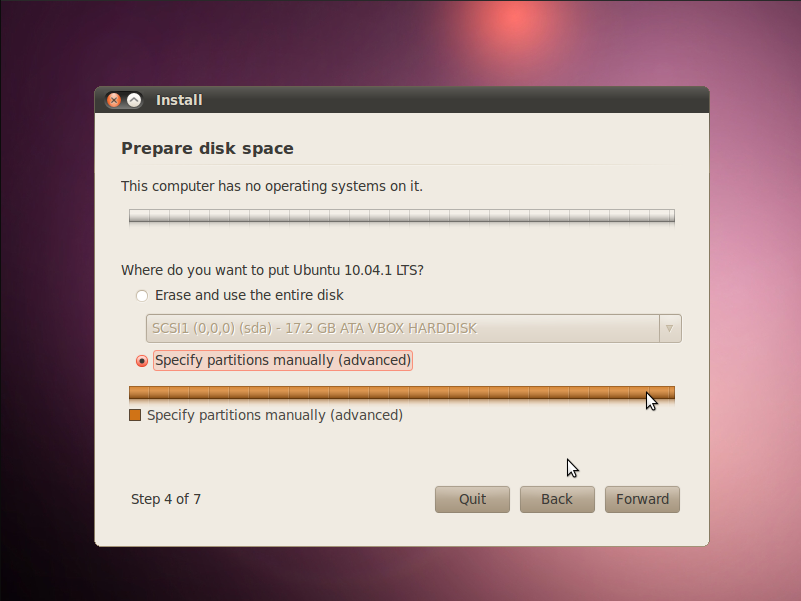 Install
Prepare disk space
This computer has no operating systems on it.
Where do you want to put Ubuntu 10.04.1 LTS?
Erase and use the entire disk
SCSI1 (0,0,0) (sda) - 17.2 GB ATA VBOX HARDDISK
Specify partitions manually (advanced)
Specify partitions manually (advanced)
Step 4 of 7
Quit
Back
Forward